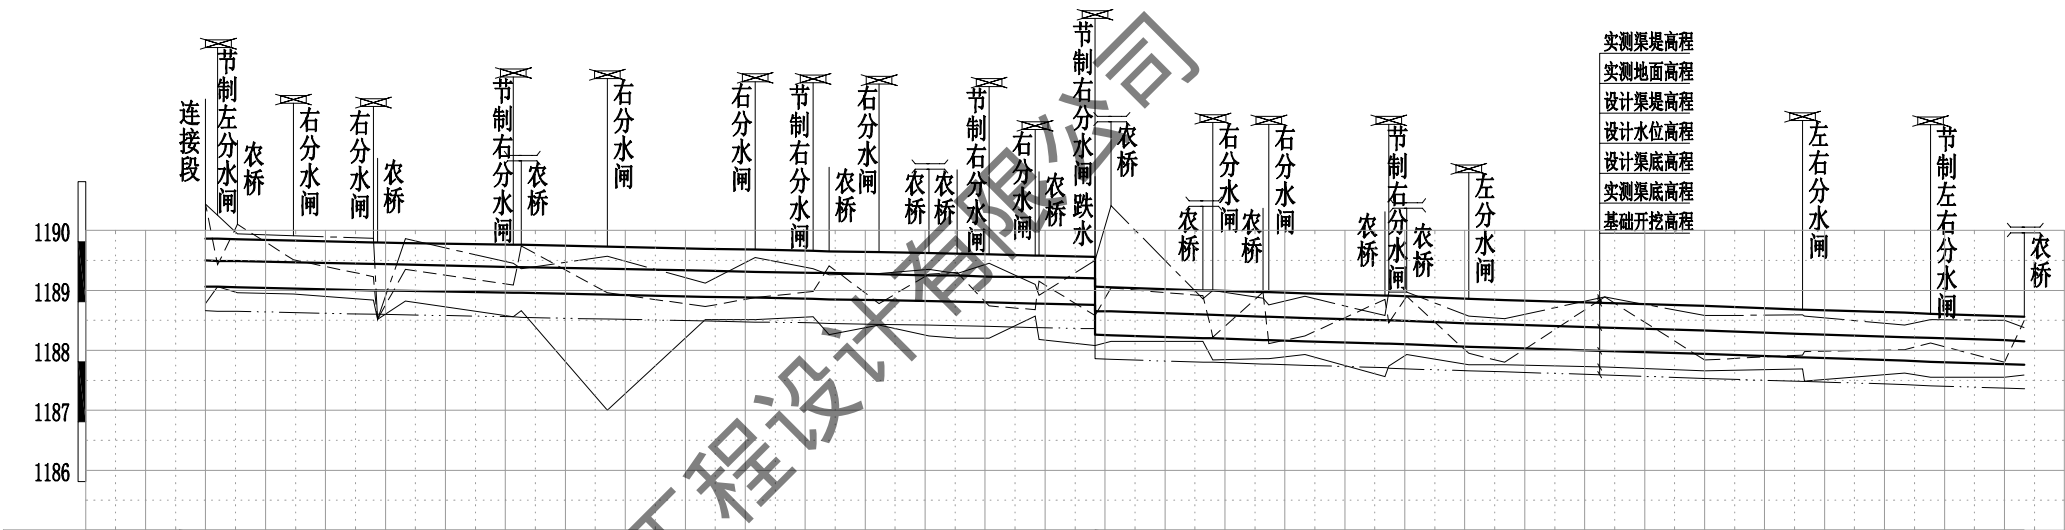 连接段
节制左分水闸
农桥
右分水闸
右分水闸
农桥
节制右分水闸
农桥
右分水闸
右分水闸
节制右分水闸
农桥
右分水闸
农桥
农桥
节制右分水闸
右分水闸
农桥
节制右分水闸跌水
农桥
农桥
右分水闸
农桥
右分水闸
农桥
节制右分水闸
农桥
左分水闸
实测渠堤高程
实测地面高程
设计渠堤高程
设计水位高程
设计渠底高程
实测渠底高程
基础开挖高程
左右分水闸
节制左右分水闸
农桥
1190
1189
1188
1187
1186
工程设计有限公司